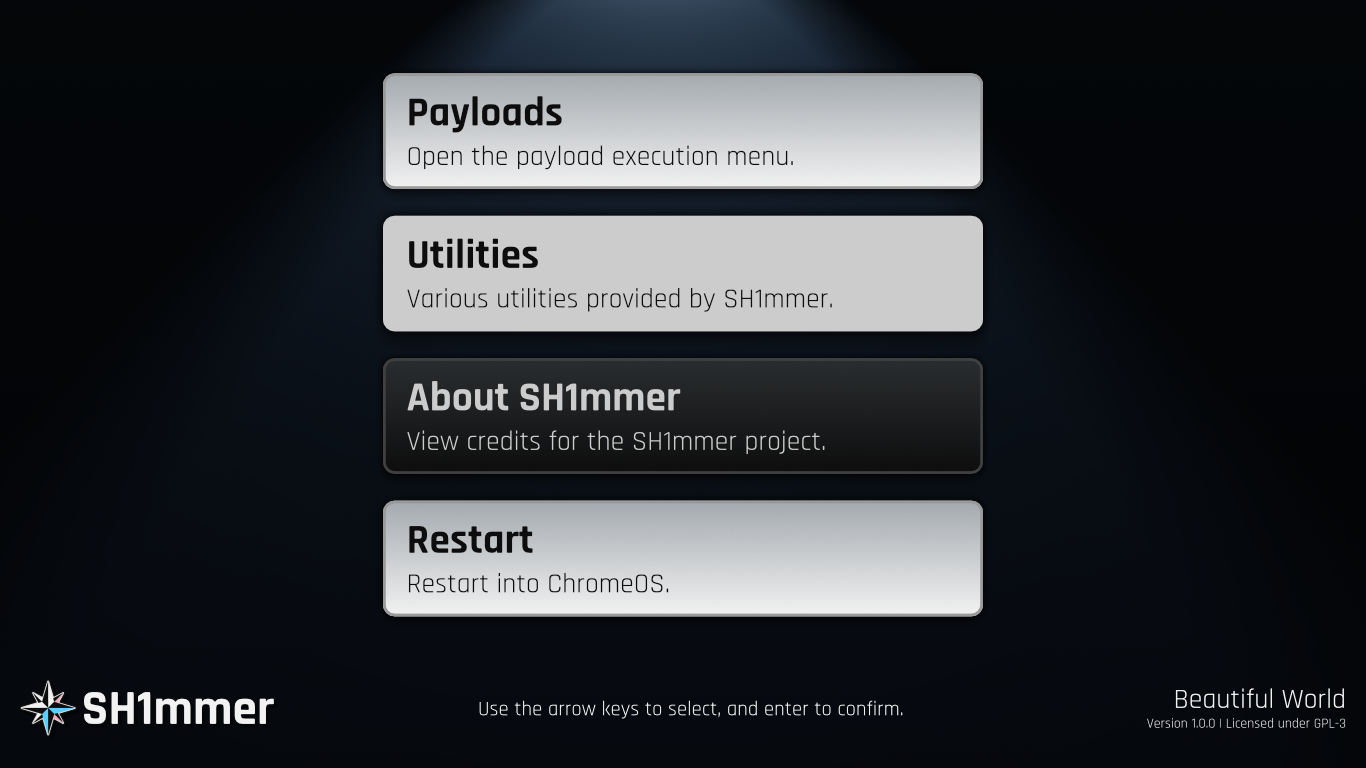 Payloads
Open the payload execution menu.
Utilities
Various utilities provided by SH1mmer.
About SH1mmer
View credits for the SH1mmer project.
Restart
Restart into ChromeOS.
SH1mmer
Use the arrow keys to select, and enter to confirm.
Beautiful World
Version 1.0.0 | Licensed under GPL-3